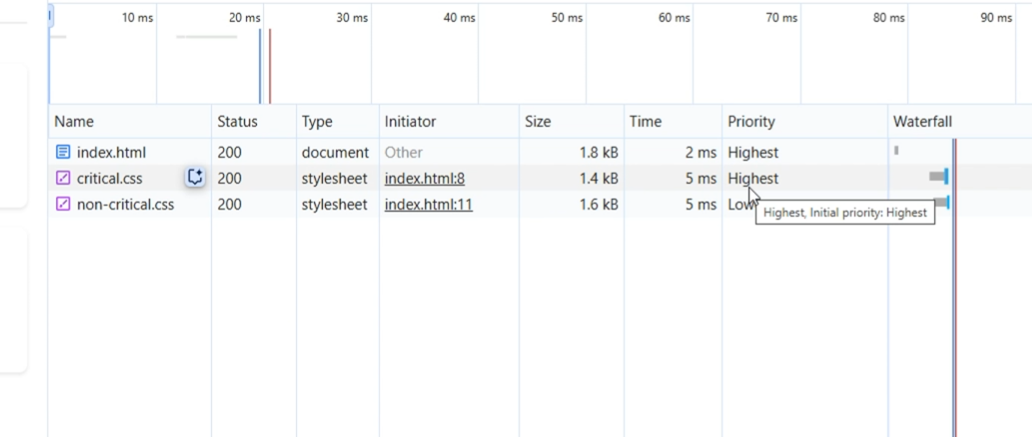 10 ms 20 ms 30 ms 40 ms 50 ms 60 ms 70 ms 80 ms 90 ms
Name Status Type Initiator Size Time Priority Waterfall
index.html 200 document Other 1.8 kB 2 ms Highest
critical.css 200 stylesheet index.html:8 1.4 kB 5 ms Highest
non-critical.css 200 stylesheet index.html:11 1.6 kB 5 ms Low
Highest, Initial priority: Highest